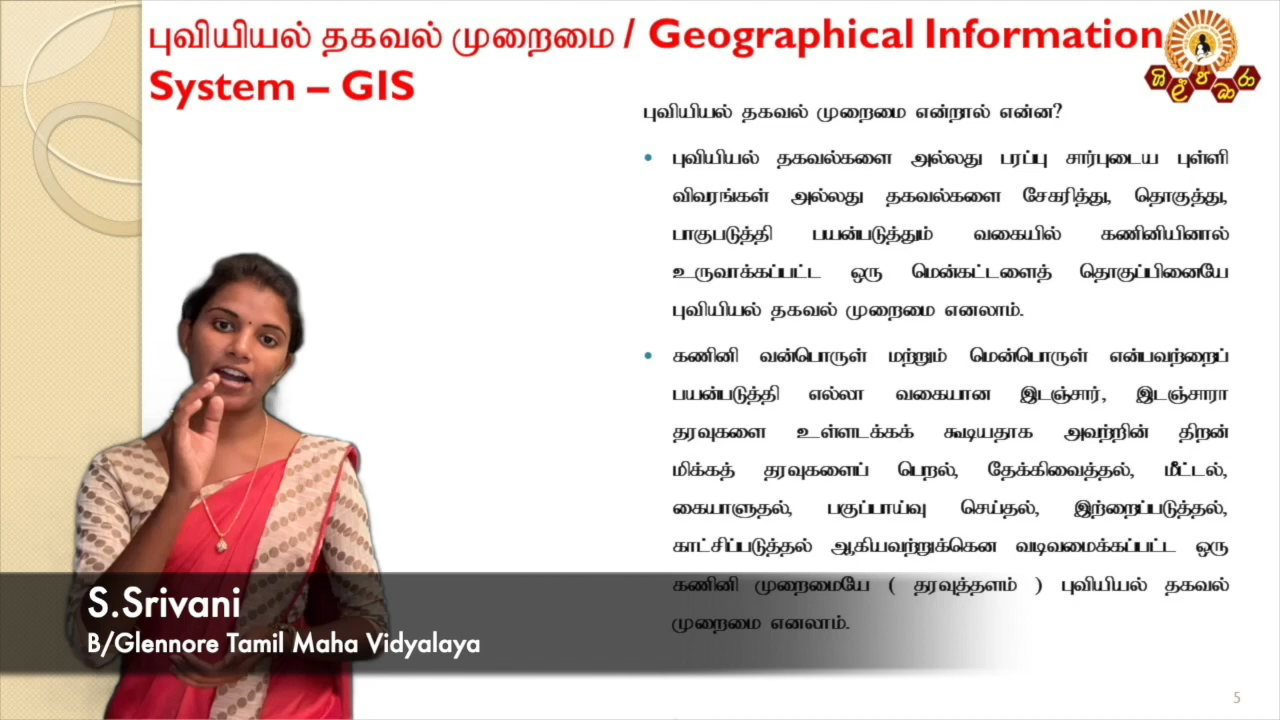 புவியியல் தகவல் முறைமை / Geographical Information
System – GIS
ශිල්ප සාරා
புவியியல் தகவல் முறைமை என்றால் என்ன?
• புவியியல் தகவல்களை அல்லது பரப்பு சார்புடைய புள்ளி
விவரங்கள் அல்லது தகவல்களை சேகரித்து, தொகுத்து,
பாகுபடுத்தி பயன்படுத்தும் வகையில் கணினியினால்
உருவாக்கப்பட்ட ஒரு மென்கட்டளைத் தொகுப்பினையே
புவியியல் தகவல் முறைமை எனலாம்.
• கணினி வன்பொருள் மற்றும் மென்பொருள் என்பவற்றைப்
பயன்படுத்தி எல்லா வகையான இடஞ்சார், இடஞ்சாரா
தரவுகளை உள்ளடக்கக் கூடியதாக அவற்றின் திறன்
மிக்கத் தரவுகளைப் பெறல், தேக்கிவைத்தல், மீட்டல்,
கையாளுதல், பகுப்பாய்வு செய்தல், இற்றைப்படுத்தல்,
காட்சிப்படுத்தல் ஆகியவற்றுக்கென வடிவமைக்கப்பட்ட ஒரு
கணினி முறைமையே ( தரவுத்தளம் ) புவியியல் தகவல்
முறைமை எனலாம்.
S.Srivani
B/Glennore Tamil Maha Vidyalaya
5